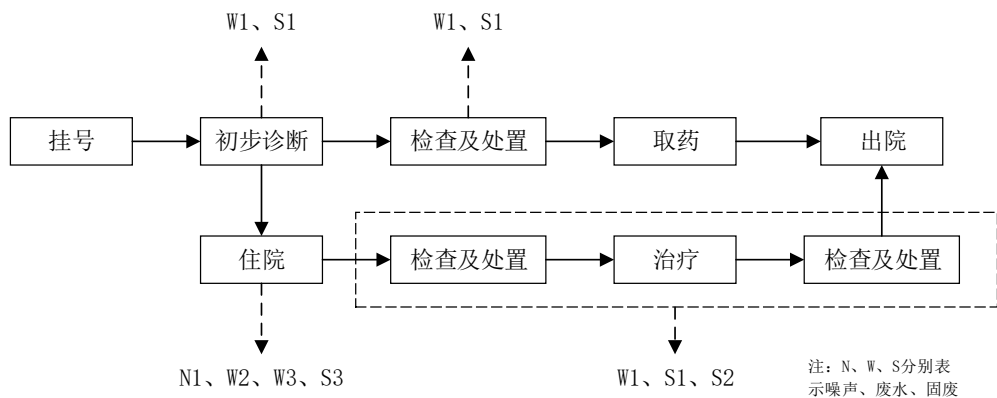 W1、S1
W1、S1
挂号
初步诊断
检查及处置
取药
出院
住院
检查及处置
治疗
检查及处置
N1、W2、W3、S3
W1、S1、S2
注：N、W、S分别表
示噪声、废水、固废